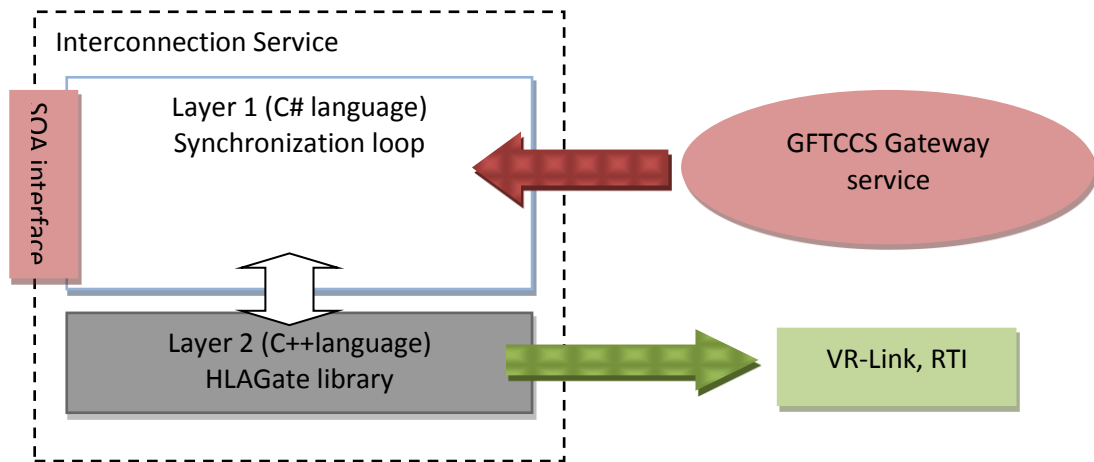 Interconnection Service
SOA interface
Layer 1 (C# language)
Synchronization loop
GFTCCS Gateway
service
Layer 2 (C++language)
HLAGate library
VR-Link, RTI